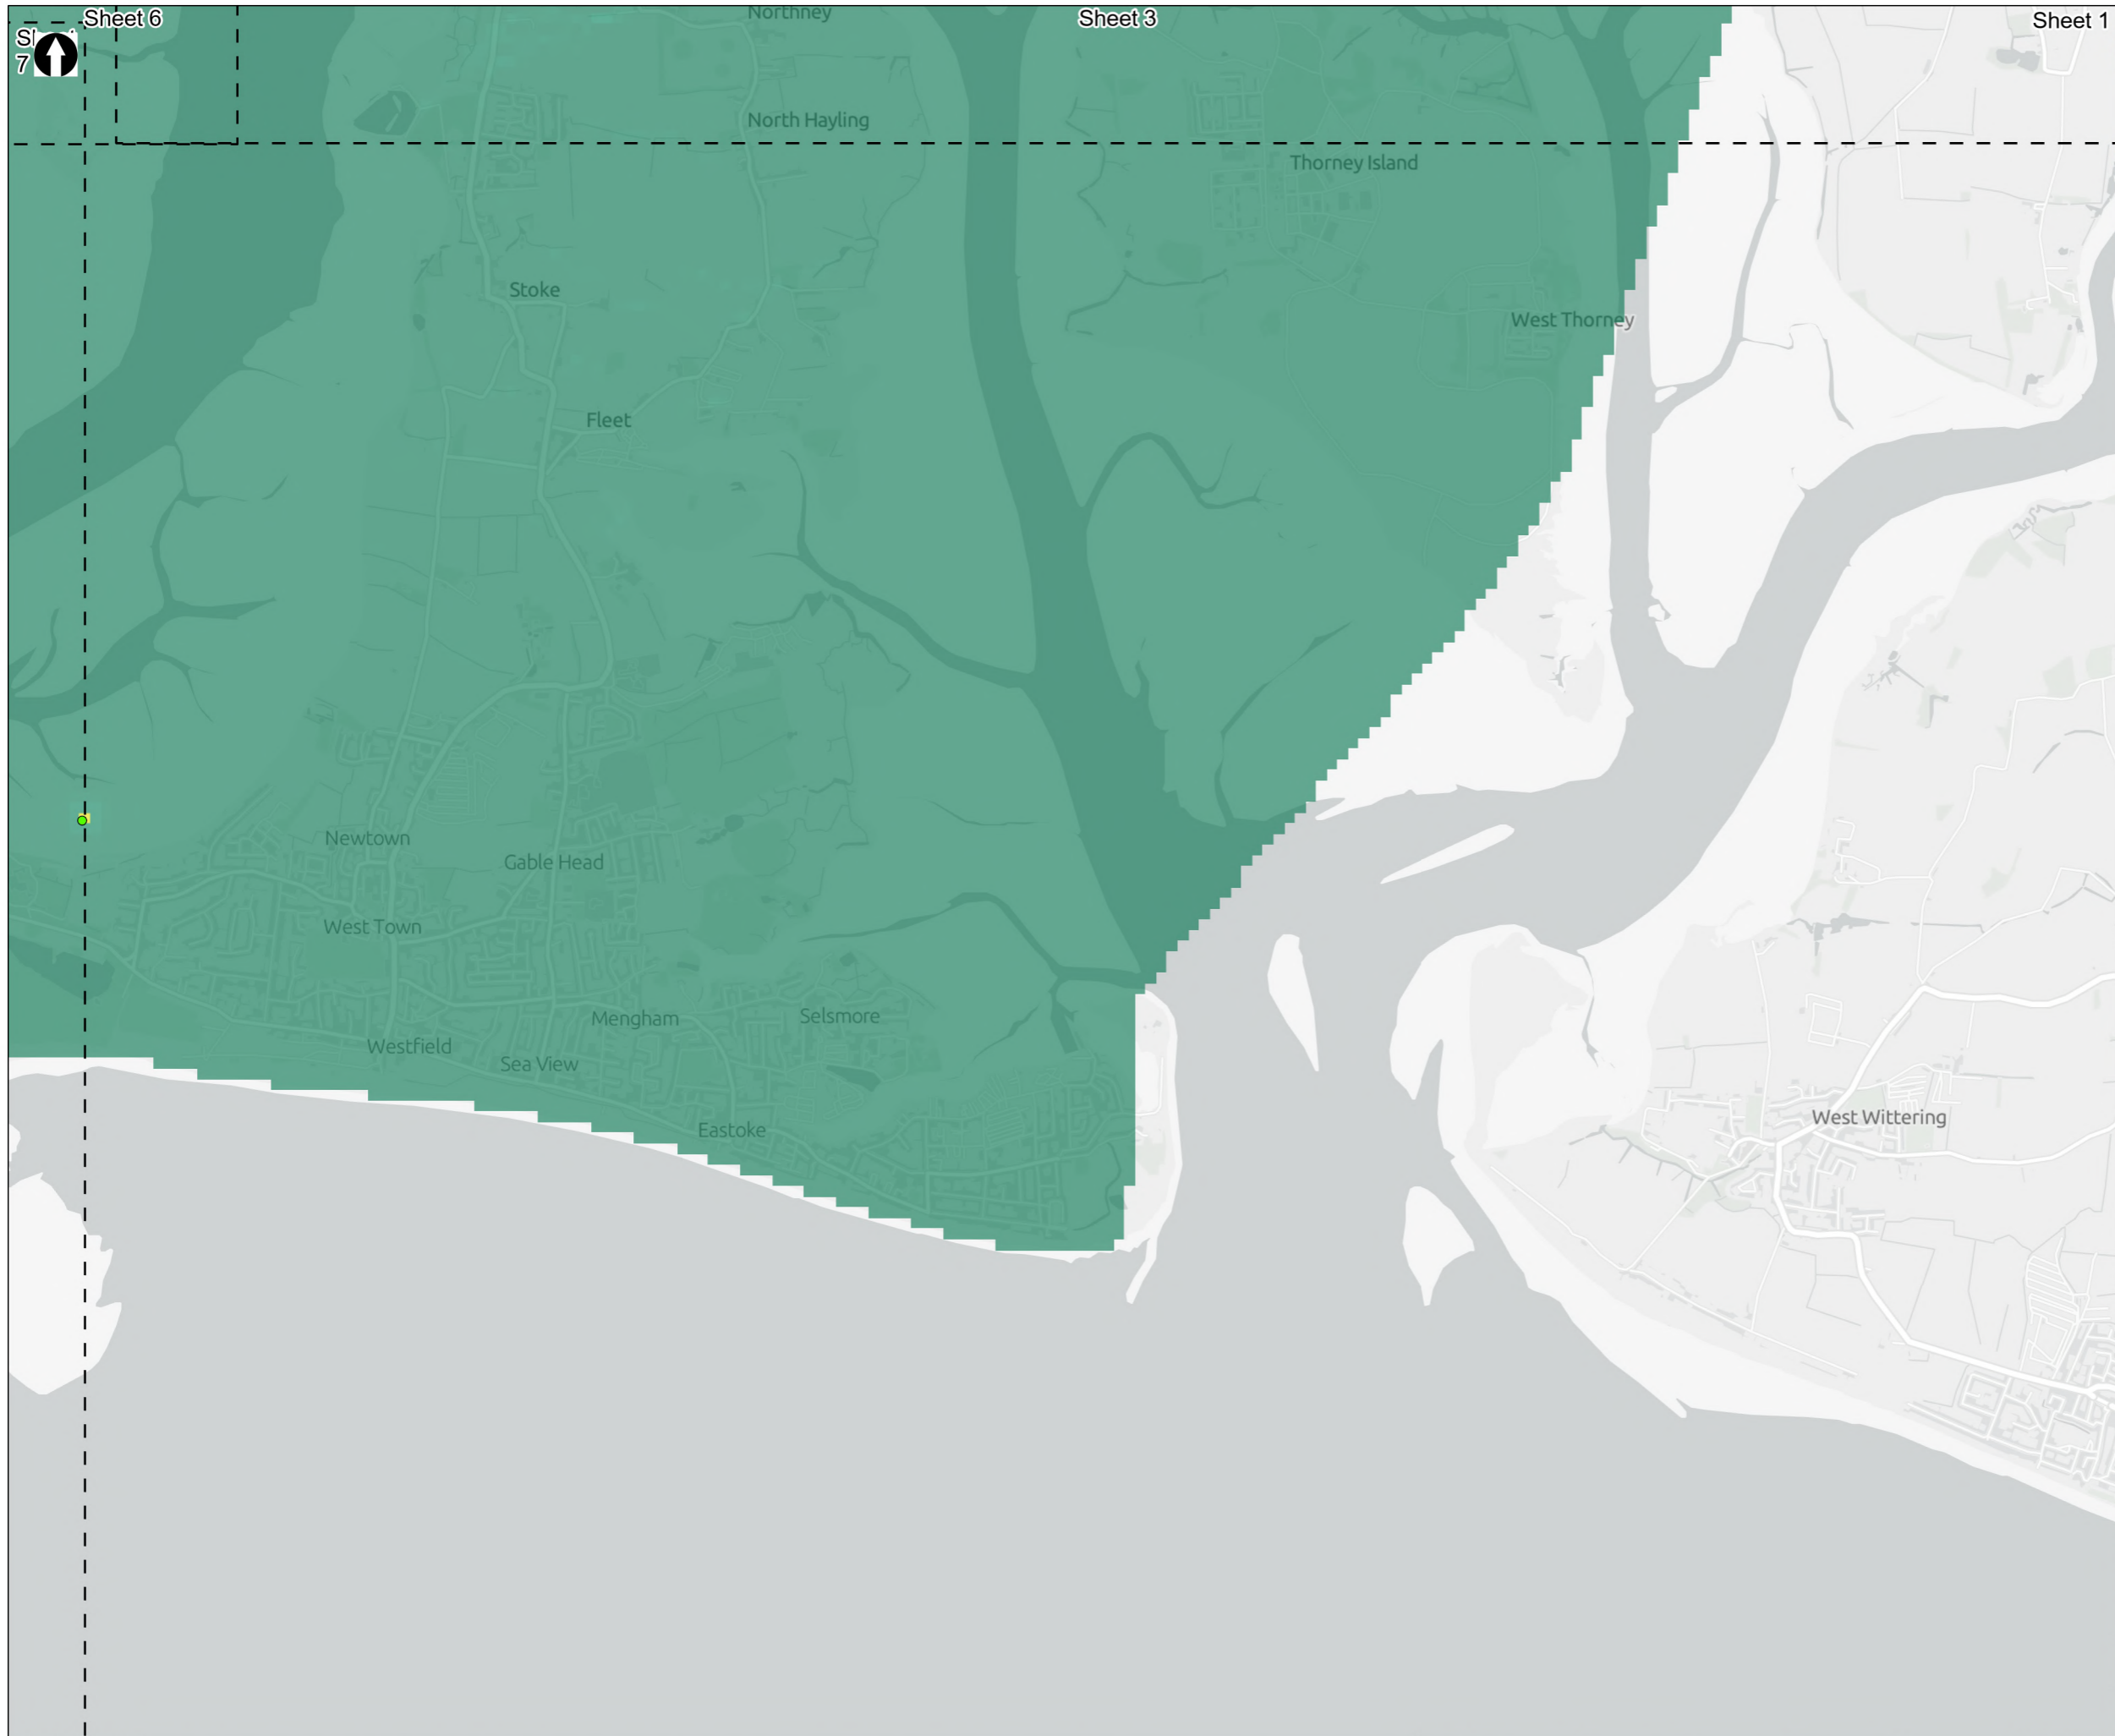 Sheet 6
Northney
Sheet 3
Sheet 1
7
North Hayling
Thorney Island
Stoke
West Thorney
Fleet
Newtown
Gable Head
West Town
Mengham
Selsmore
Westfield
Sea View
Eastoke
West Wittering